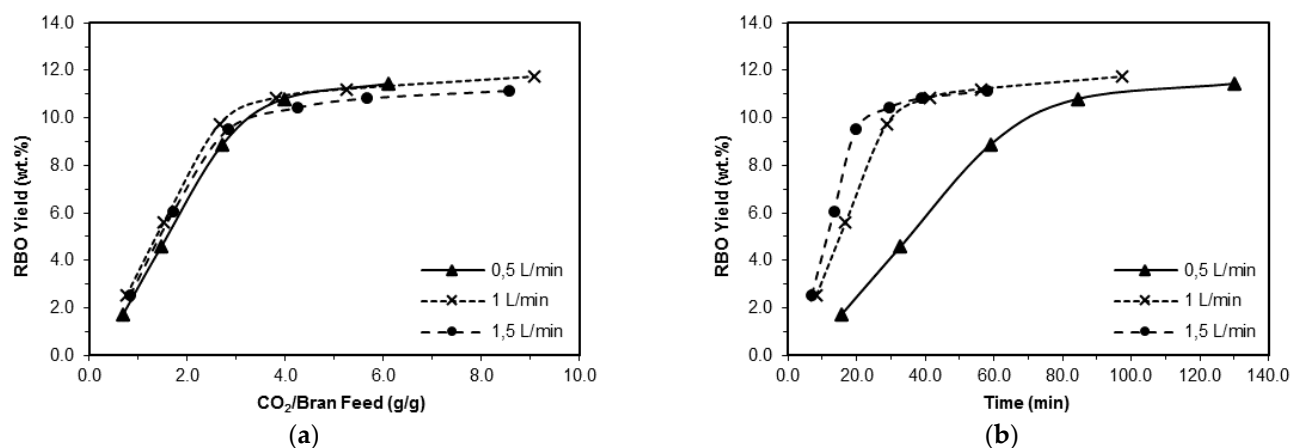 14.0
12.0
10.0
8.0
6.0
4.0
2.0
0.0
RBO Yield (wt.%)
0.0 2.0 4.0 6.0 8.0 10.0
CO₂/Bran Feed (g/g)
0,5 L/min
1 L/min
1,5 L/min
(a)
14.0
12.0
10.0
8.0
6.0
4.0
2.0
0.0
RBO Yield (wt.%)
0.0 20.0 40.0 60.0 80.0 100.0 120.0 140.0
Time (min)
0,5 L/min
1 L/min
1,5 L/min
(b)